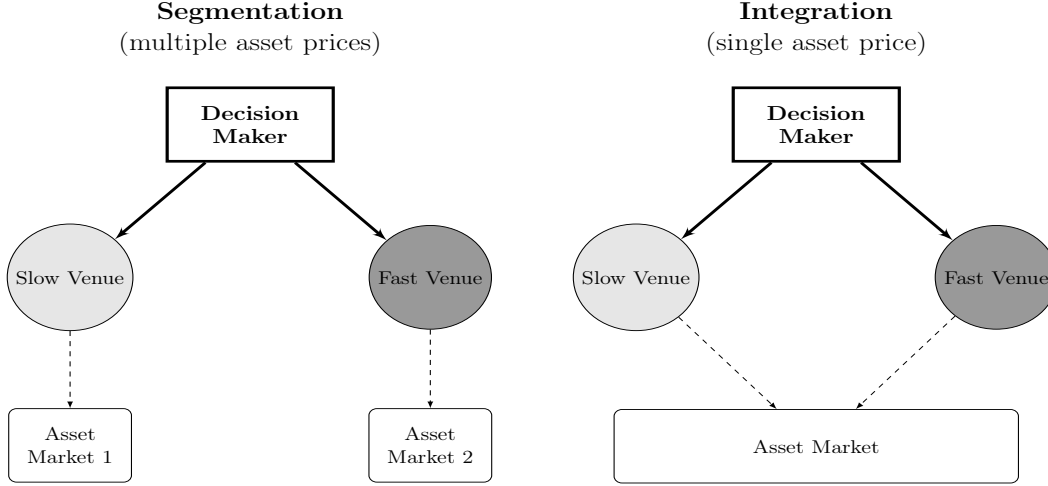 Segmentation
(multiple asset prices)
Decision
Maker
Slow Venue
Fast Venue
Asset
Market 1
Asset
Market 2
Integration
(single asset price)
Decision
Maker
Slow Venue
Fast Venue
Asset Market